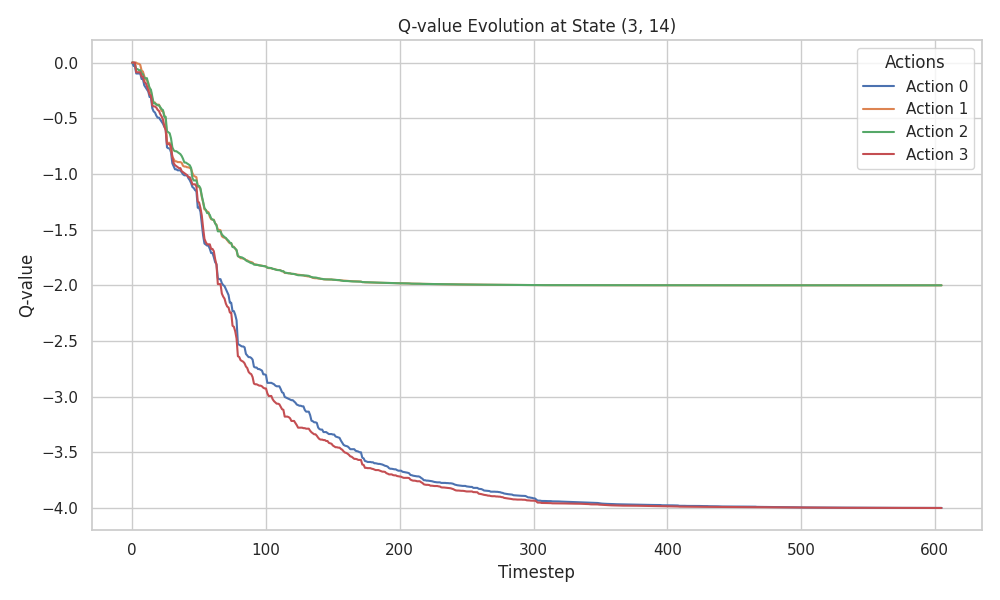 Q-value Evolution at State (3, 14)
Actions
Action 0
Action 1
Action 2
Action 3
Q-value
0.0
−0.5
−1.0
−1.5
−2.0
−2.5
−3.0
−3.5
−4.0
0 100 200 300 400 500 600
Timestep